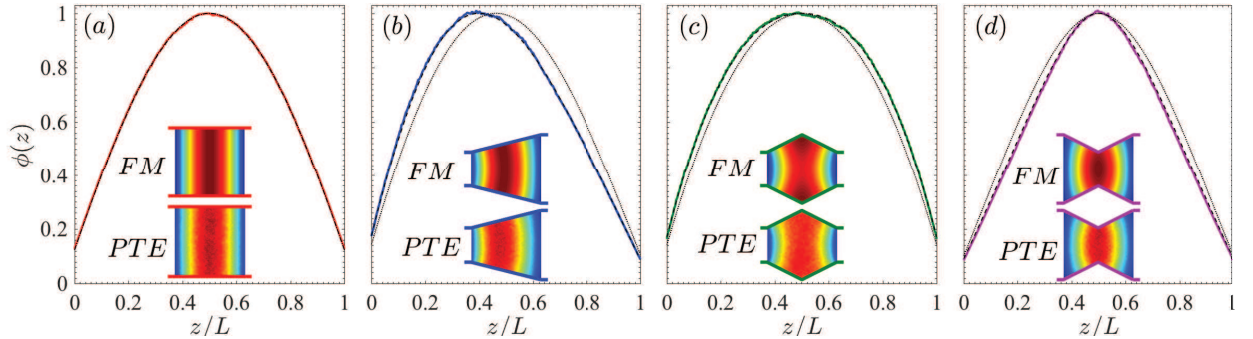 (a) (b) (c) (d)
1
0.8
0.6
0.4
0.2
0
ϕ(z)
FM FM FM FM
PTE PTE PTE PTE
0 0.2 0.4 0.6 0.8 1 0 0.2 0.4 0.6 0.8 1 0 0.2 0.4 0.6 0.8 1 0 0.2 0.4 0.6 0.8 1
z/L z/L z/L z/L